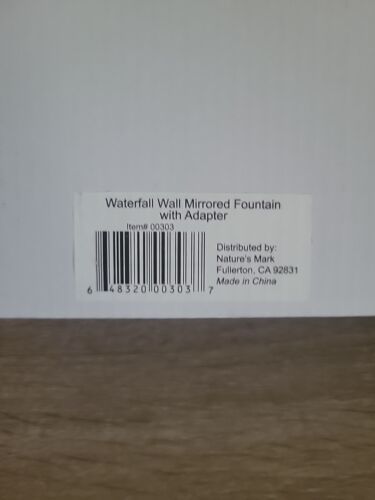 Waterfall Wall Mirrored Fountain
with Adapter
Item# 00303
6 48320 00303 7
Distributed by:
Nature's Mark
Fullerton, CA 92831
Made in China